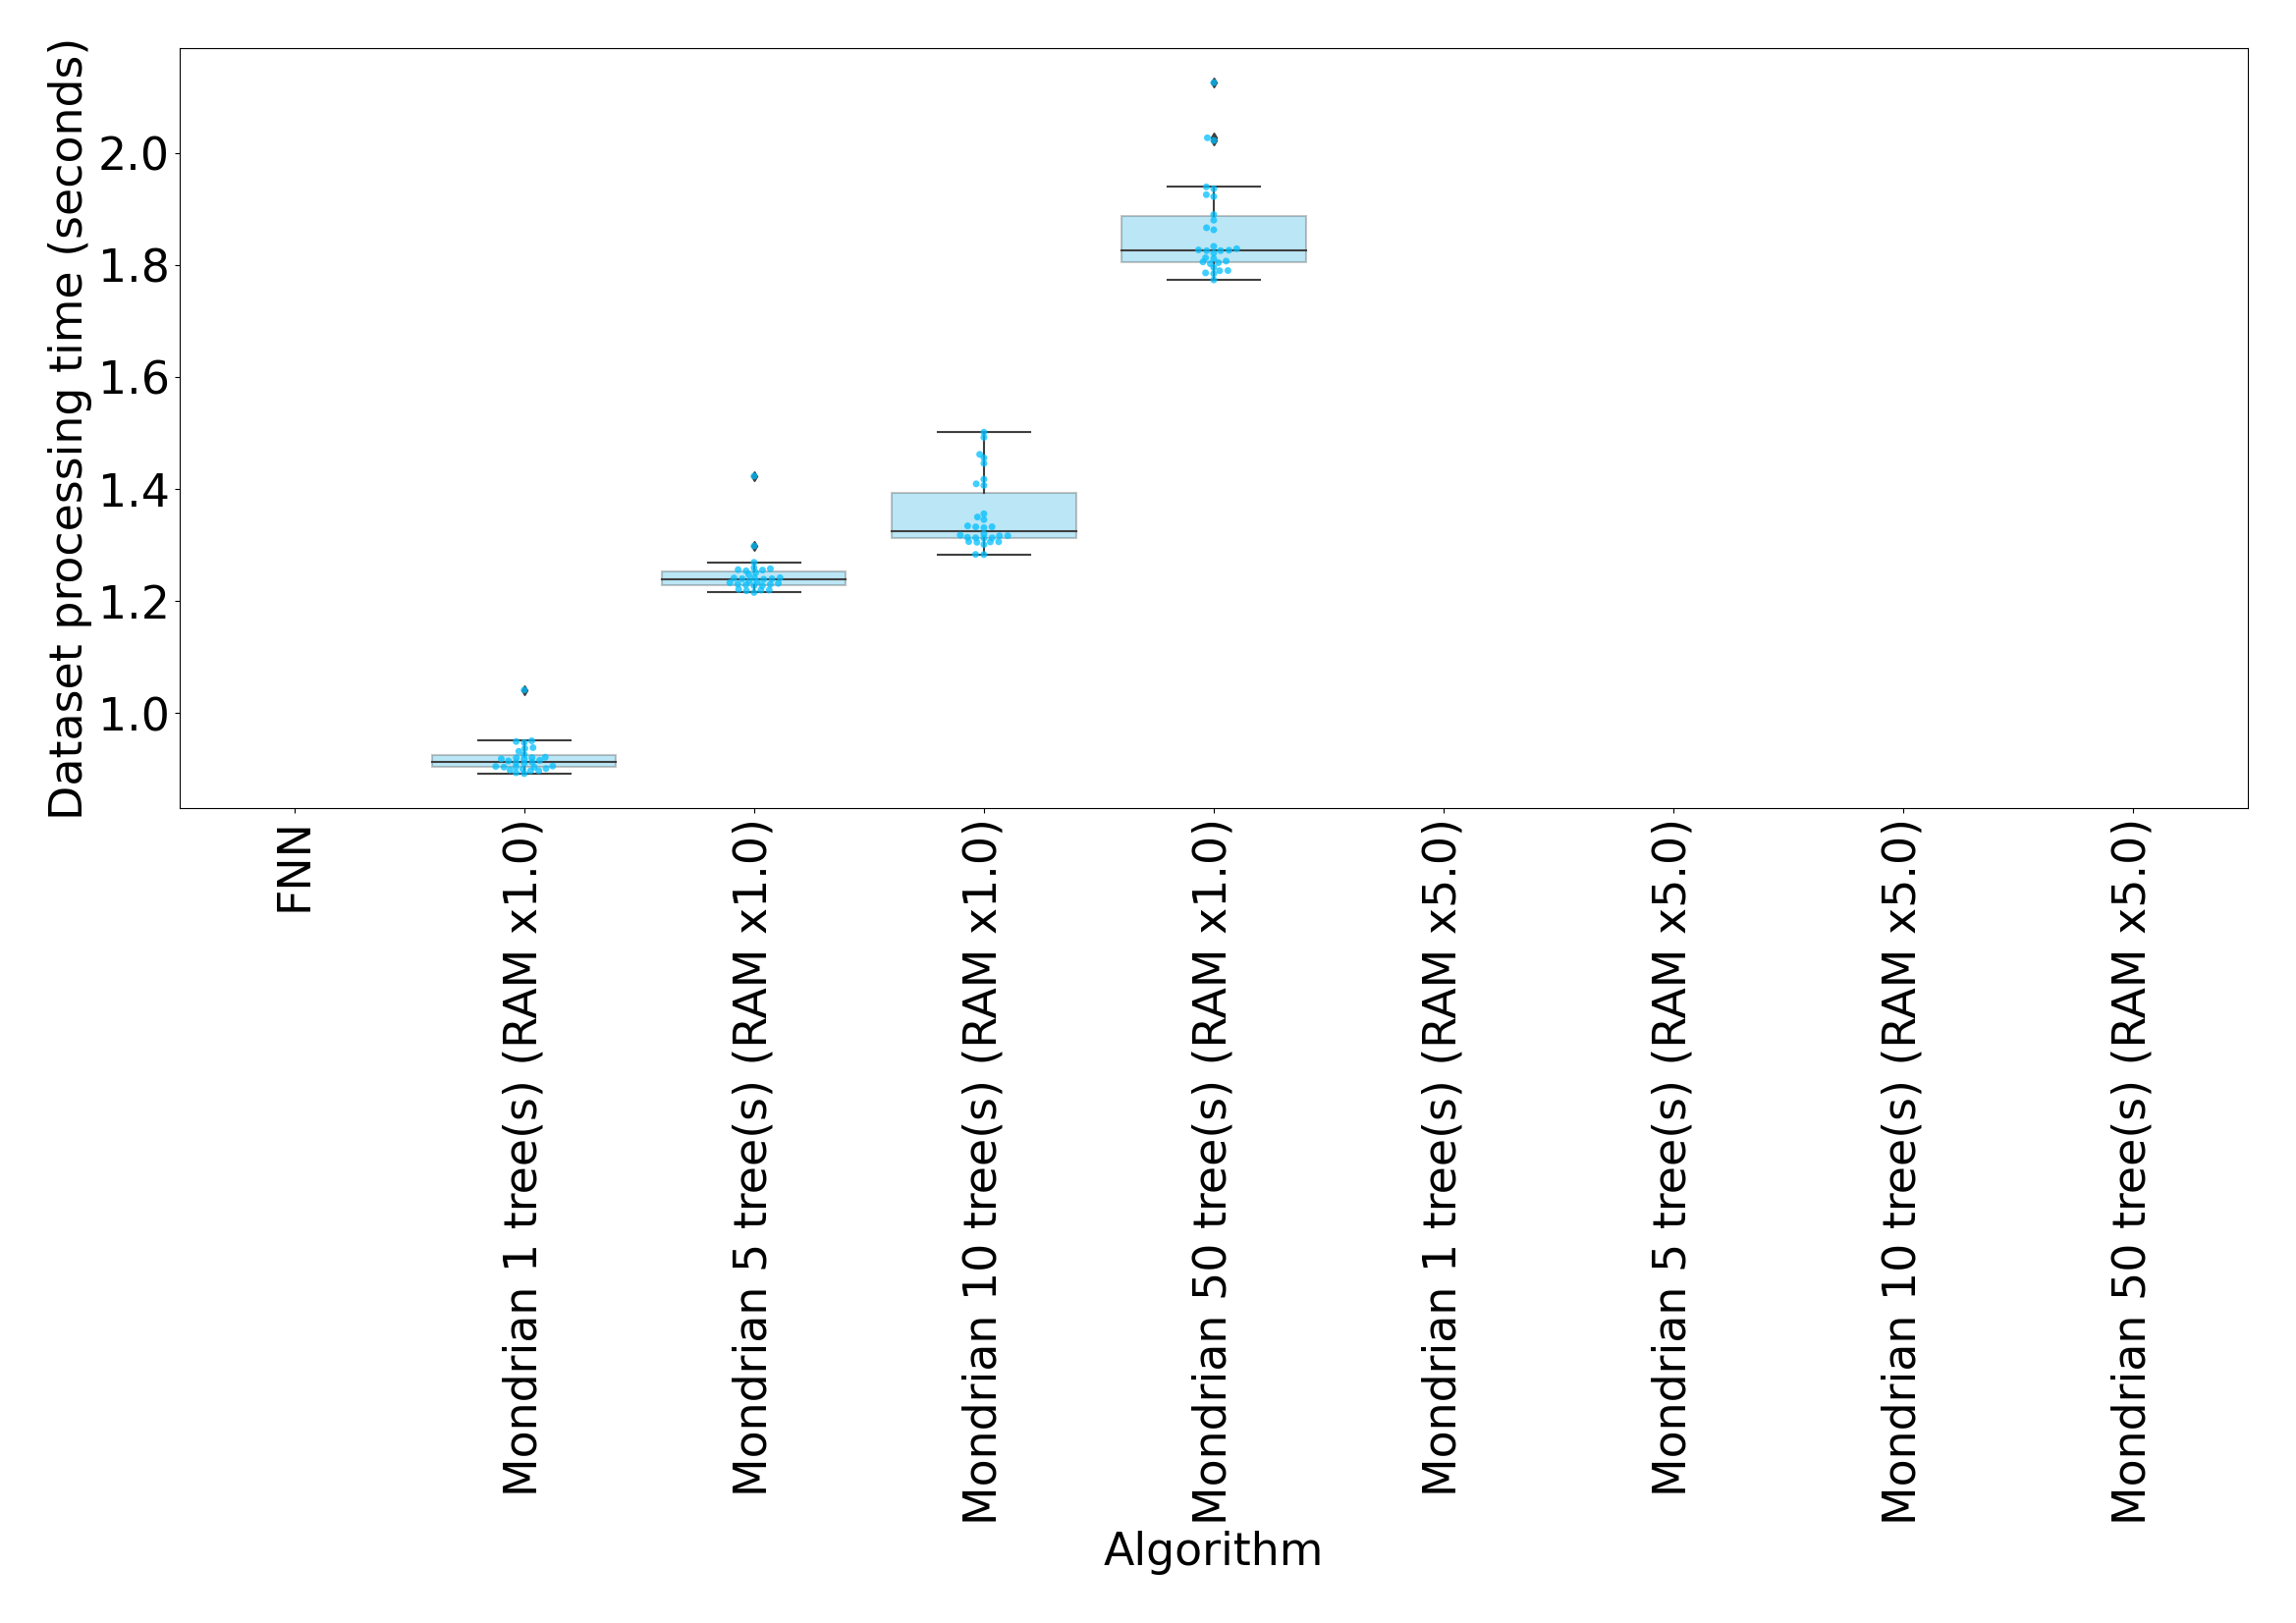 Dataset processing time (seconds)
2.0
1.8
1.6
1.4
1.2
1.0
FNN
Mondrian 1 tree(s) (RAM x1.0)
Mondrian 5 tree(s) (RAM x1.0)
Mondrian 10 tree(s) (RAM x1.0)
Mondrian 50 tree(s) (RAM x1.0)
Mondrian 1 tree(s) (RAM x5.0)
Mondrian 5 tree(s) (RAM x5.0)
Mondrian 10 tree(s) (RAM x5.0)
Mondrian 50 tree(s) (RAM x5.0)
Algorithm